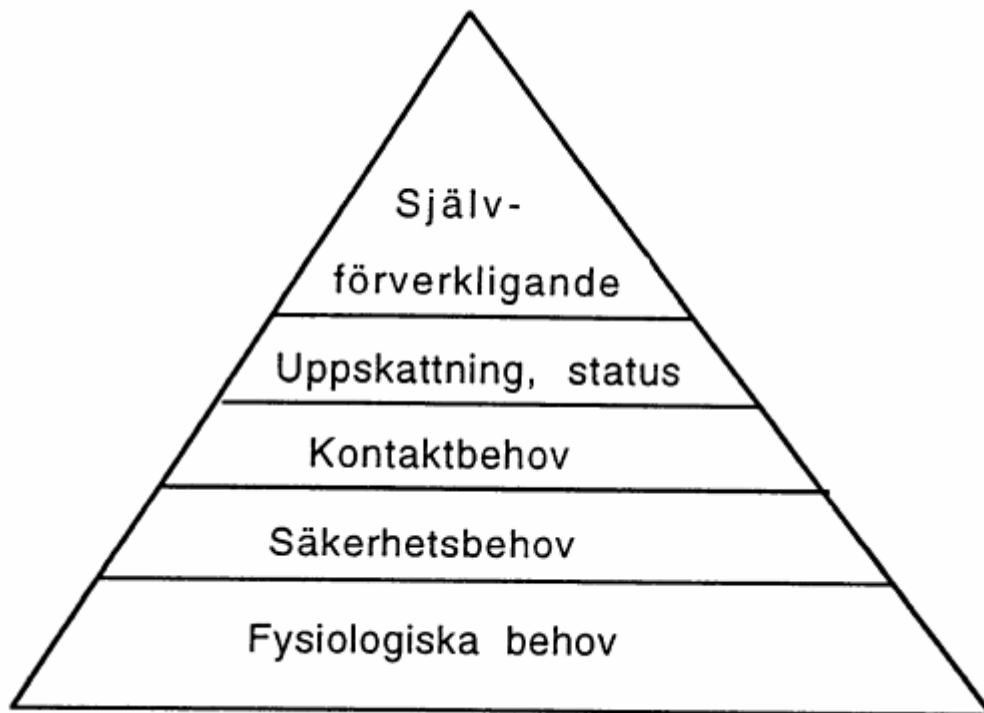 Själv-
förverkligande
Uppskattning, status
Kontaktbehov
Säkerhetsbehov
Fysiologiska behov